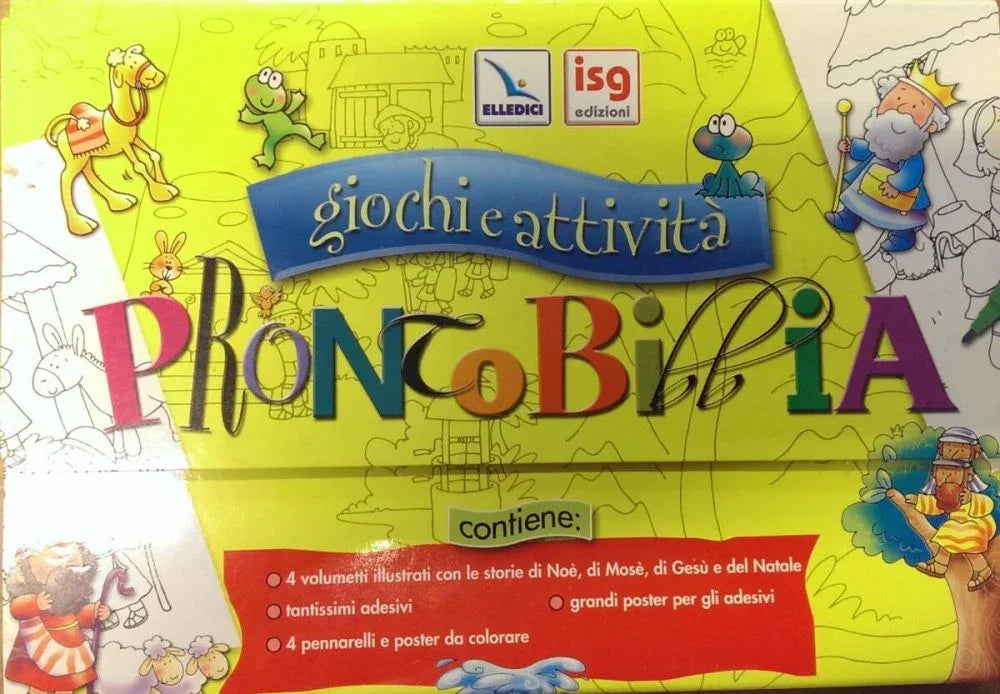 ELLEDICI
isg
edizioni
giochi e attività
PRONTOBIbbIA
contiene:
4 volumetti illustrati con le storie di Noè, di Mosè, di Gesù e del Natale
tantissimi adesivi
grandi poster per gli adesivi
4 pennarelli e poster da colorare